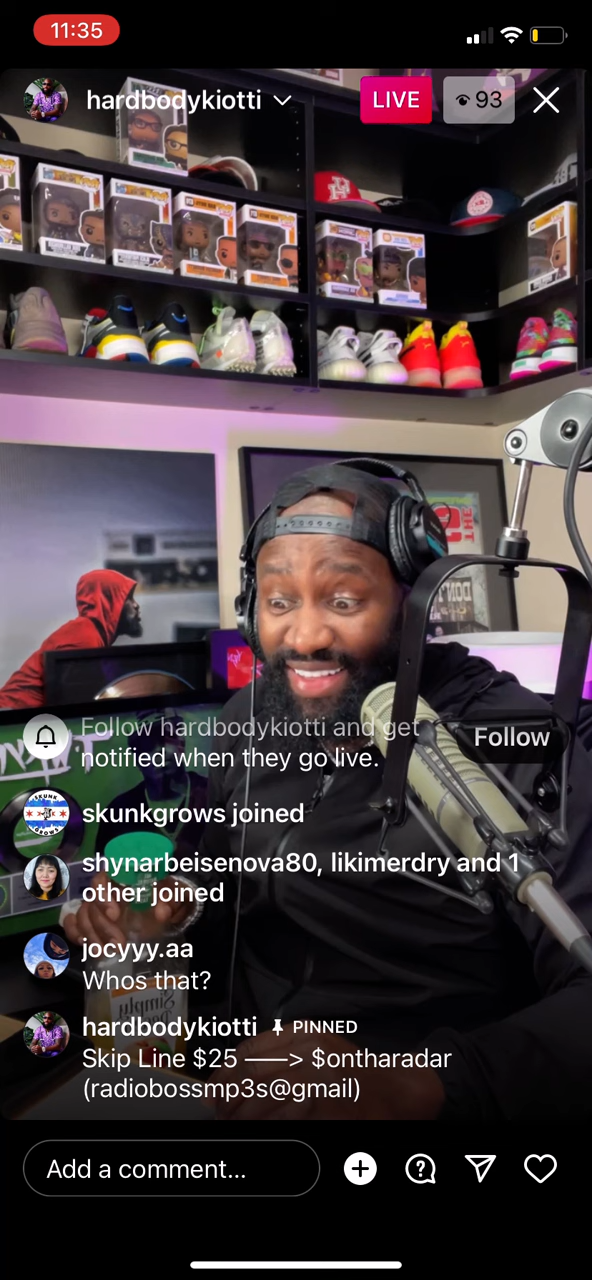 11:35
hardbodykiotti
LIVE
93
Follow hardbodykiotti and get
notified when they go live.
Follow
skunkgrows joined
shynarbeisenova80, likimerdry and 1
other joined
jocyyy.aa
Whos that?
hardbodykiotti PINNED
Skip Line $25 ---> $ontharadar
(radiobossmp3s@gmail)
Simply
Add a comment...